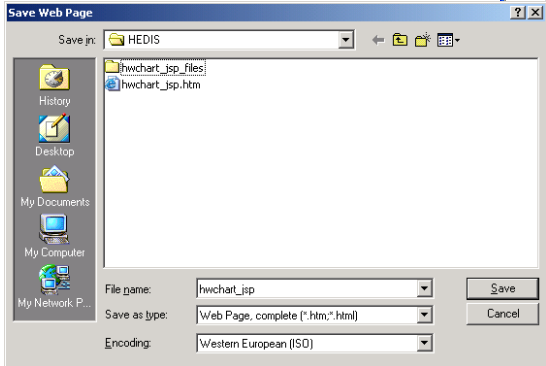 Save Web Page
Save in: HEDIS
hwchart_jsp_files
hwchart_jsp.htm
History
Desktop
My Documents
My Computer
My Network P...
File name: hwchart_jsp Save
Save as type: Web Page, complete (*.htm;*.html) Cancel
Encoding: Western European (ISO)